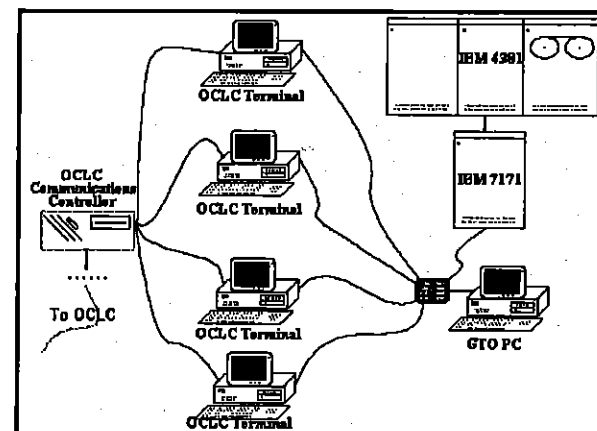 OCLC Terminal
IBM 4381
OCLC
Communications
Controller
OCLC Terminal
IBM 7171
To OCLC
OCLC Terminal
GTO PC
OCLC Terminal